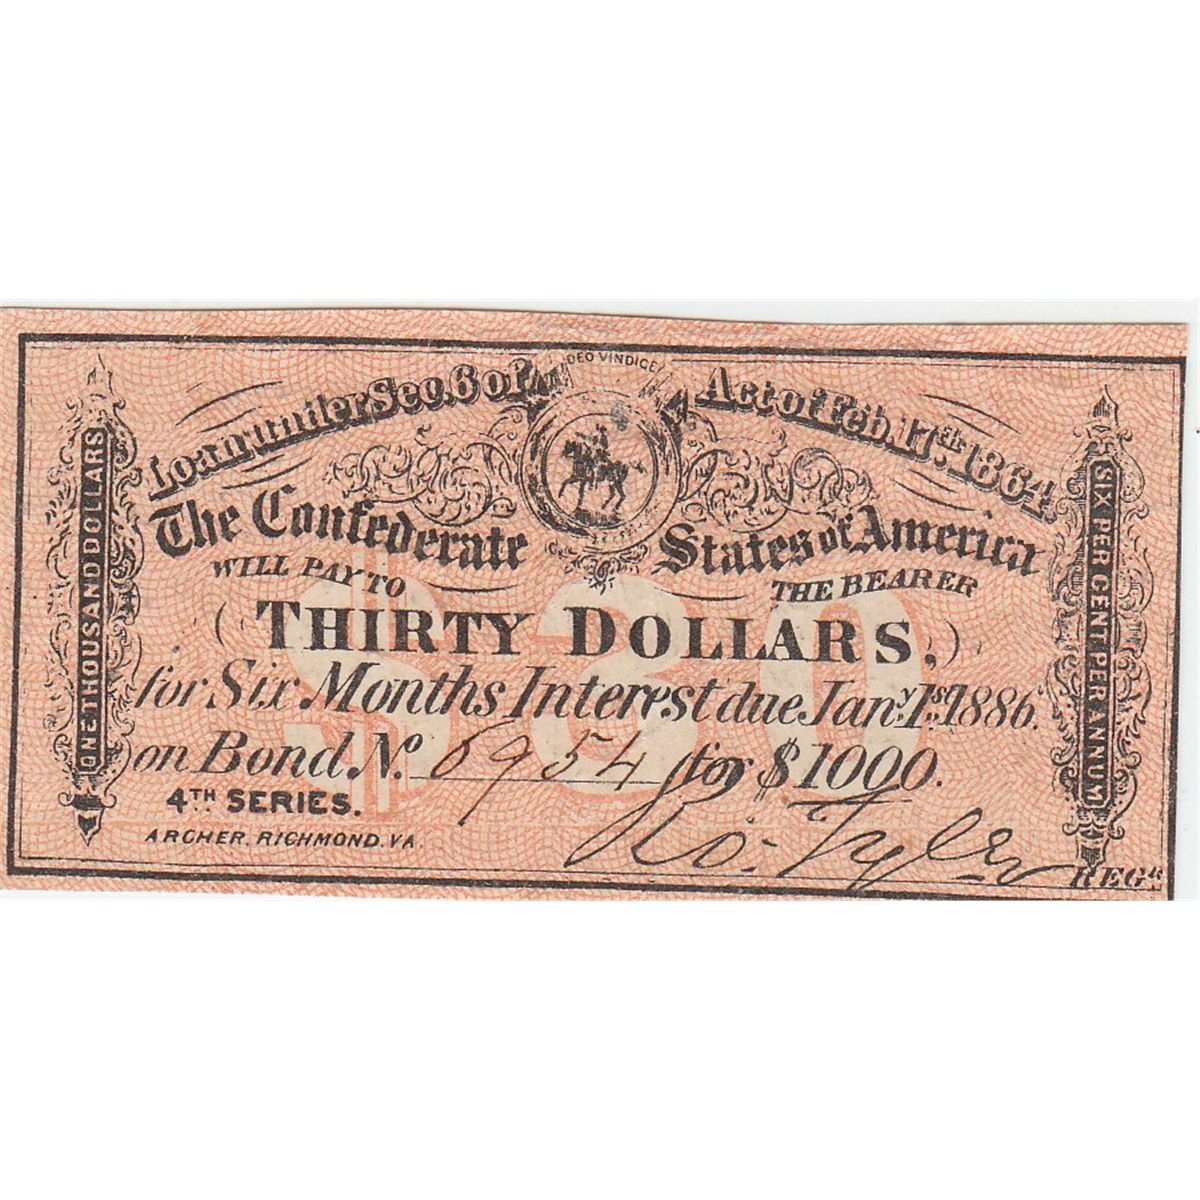 DEO VINDICE
Loan under Sec. 6 of Act of Feb. 17th 1864
The Confederate States of America
WILL PAY TO THE BEARER
THIRTY DOLLARS,
$30
for Six Months Interest due Jany. 1st 1886.
on Bond No. 6954 for $1000.
4TH SERIES.
Ro. Tyler
REGR.
ARCHER, RICHMOND, VA.
ONE THOUSAND DOLLARS
SIX PER CENT PER ANNUM